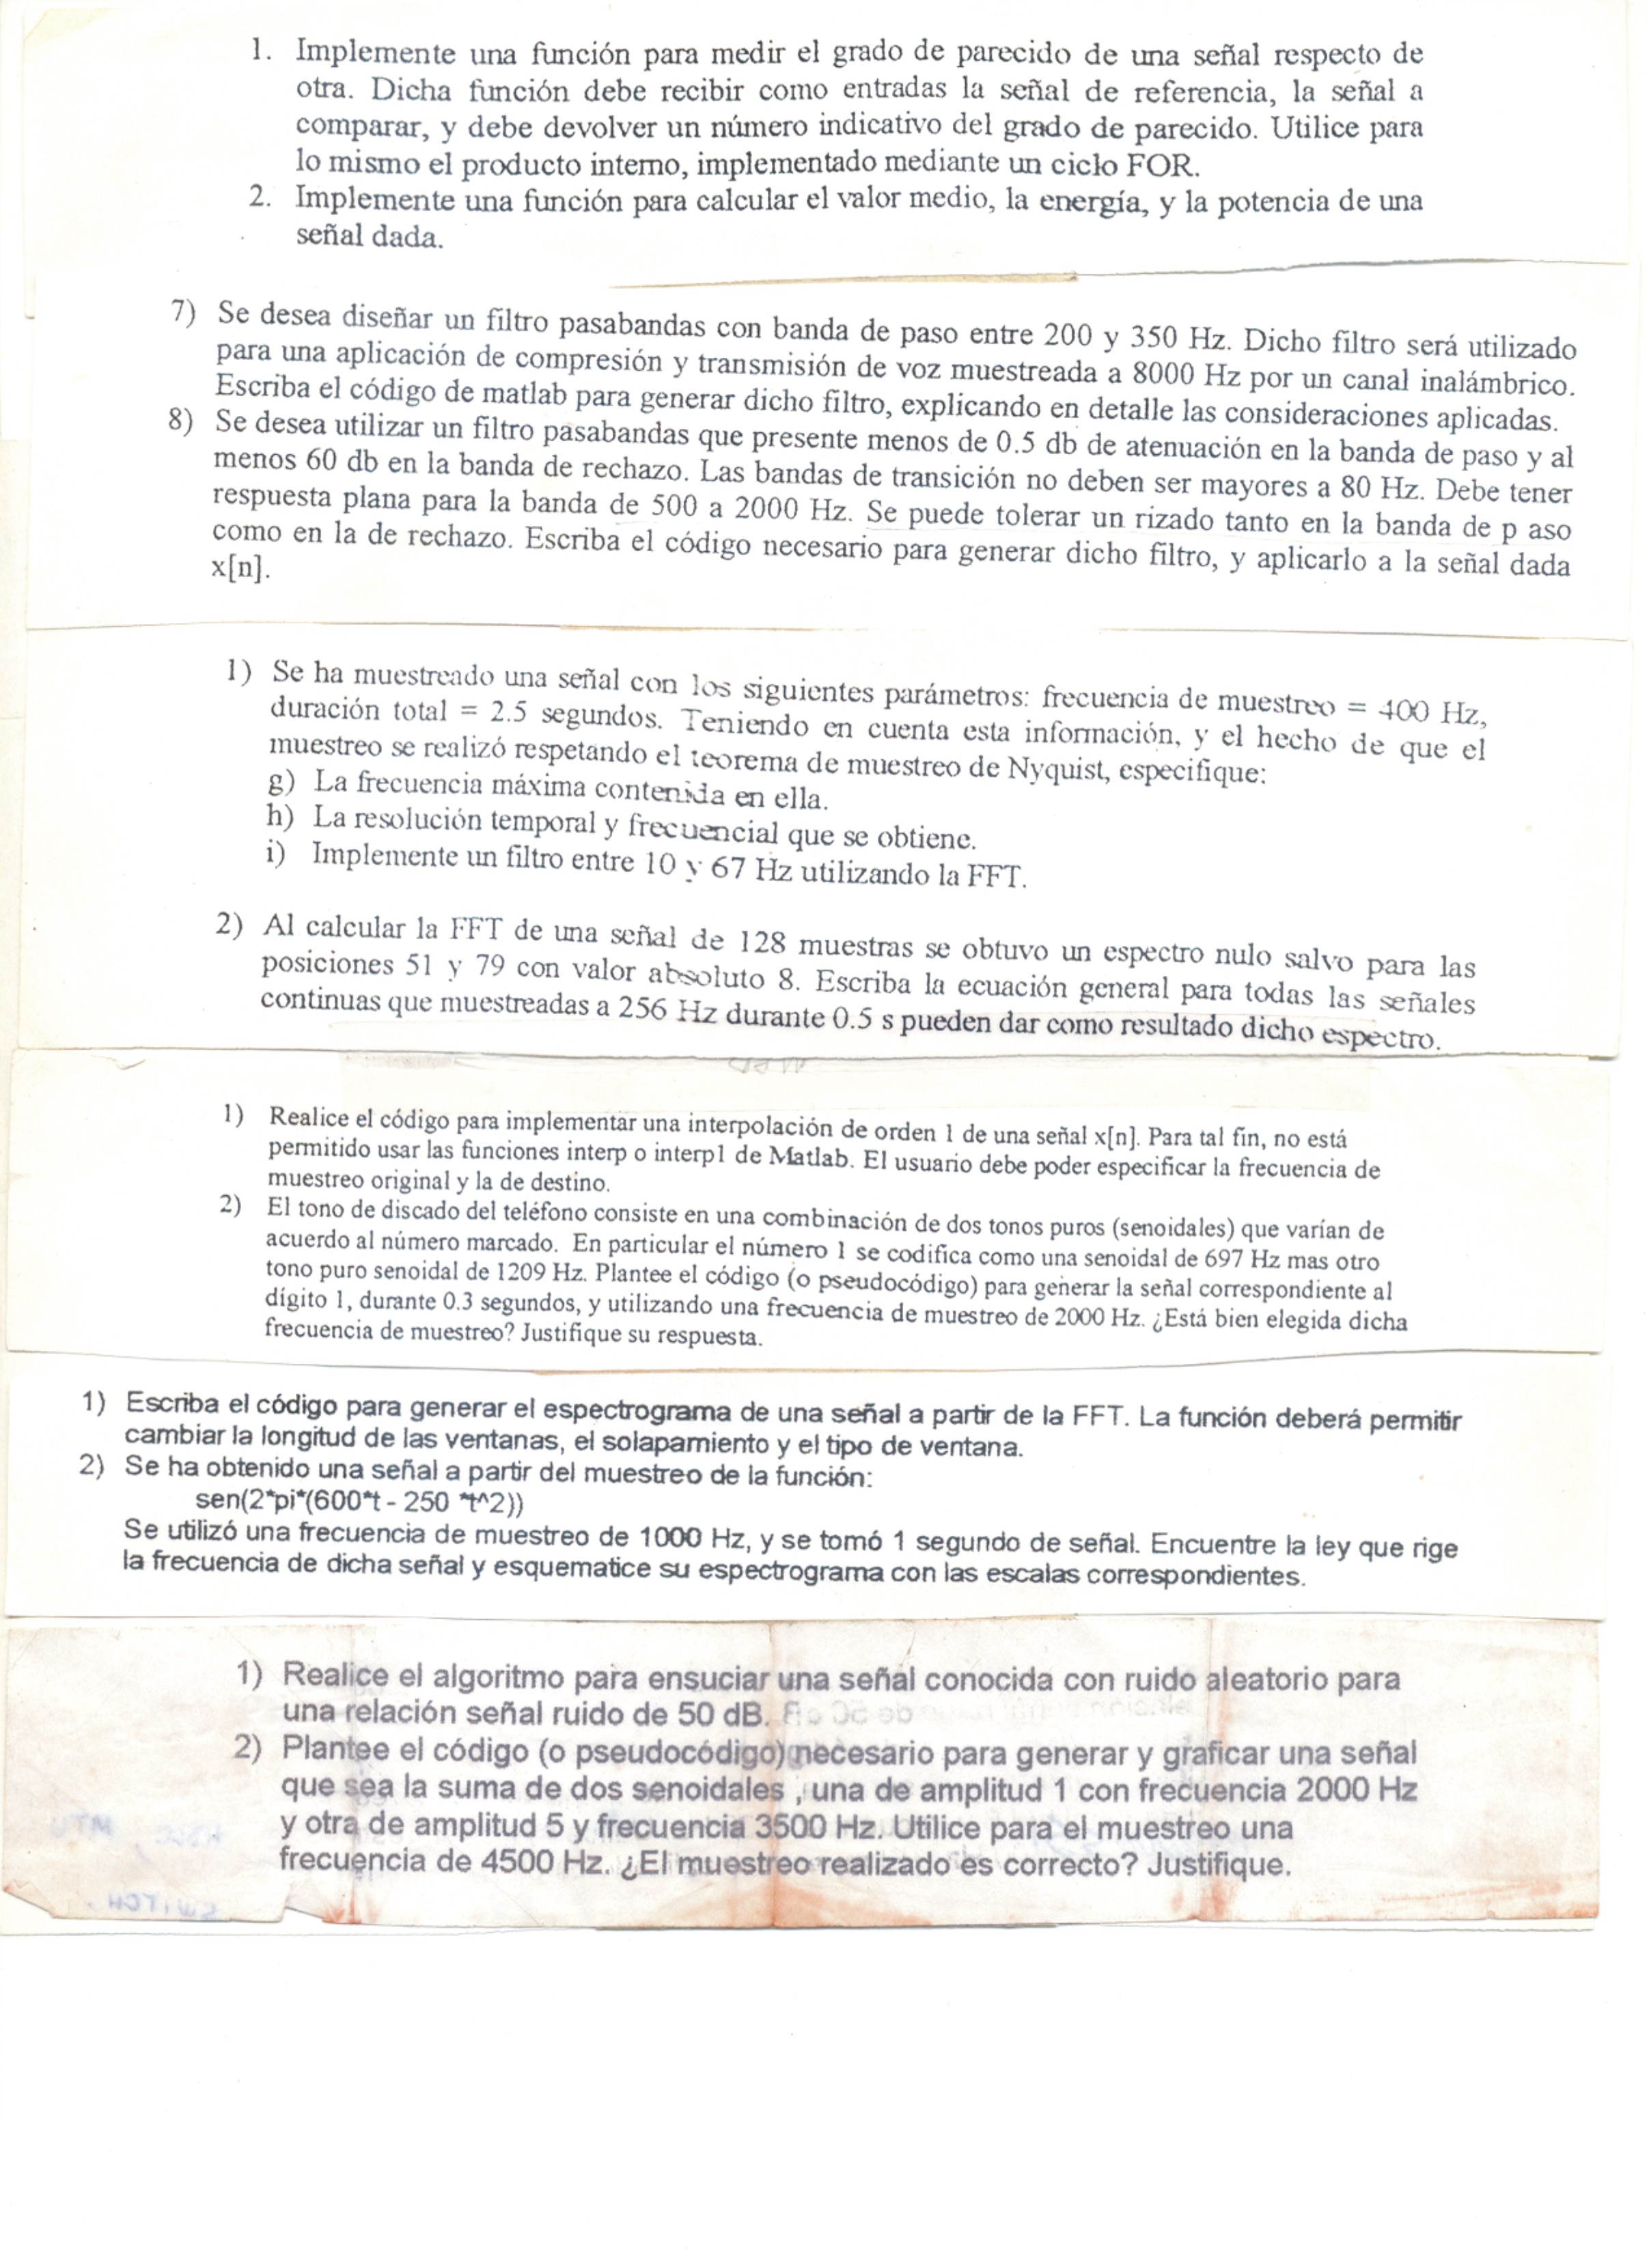 1. Implemente una función para medir el grado de parecido de una señal respecto de
otra. Dicha función debe recibir como entradas la señal de referencia, la señal a
comparar, y debe devolver un número indicativo del grado de parecido. Utilice para
lo mismo el producto interno, implementado mediante un ciclo FOR.
2. Implemente una función para calcular el valor medio, la energía, y la potencia de una
señal dada.
7) Se desea diseñar un filtro pasabandas con banda de paso entre 200 y 350 Hz. Dicho filtro será utilizado
para una aplicación de compresión y transmisión de voz muestreada a 8000 Hz por un canal inalámbrico.
Escriba el código de matlab para generar dicho filtro, explicando en detalle las consideraciones aplicadas.
8) Se desea utilizar un filtro pasabandas que presente menos de 0.5 db de atenuación en la banda de paso y al
menos 60 db en la banda de rechazo. Las bandas de transición no deben ser mayores a 80 Hz. Debe tener
respuesta plana para la banda de 500 a 2000 Hz. Se puede tolerar un rizado tanto en la banda de p aso
como en la de rechazo. Escriba el código necesario para generar dicho filtro, y aplicarlo a la señal dada
x[n].
1) Se ha muestreado una señal con los siguientes parámetros: frecuencia de muestreo = 400 Hz,
duración total = 2.5 segundos. Teniendo en cuenta esta información, y el hecho de que el
muestreo se realizó respetando el teorema de muestreo de Nyquist, especifique:
g) La frecuencia máxima contenida en ella.
h) La resolución temporal y frecuencial que se obtiene.
i) Implemente un filtro entre 10 y 67 Hz utilizando la FFT.
2) Al calcular la FFT de una señal de 128 muestras se obtuvo un espectro nulo salvo para las
posiciones 51 y 79 con valor absoluto 8. Escriba la ecuación general para todas las señales
continuas que muestreadas a 256 Hz durante 0.5 s pueden dar como resultado dicho espectro.
1) Realice el código para implementar una interpolación de orden 1 de una señal x[n]. Para tal fin, no está
permitido usar las funciones interp o interp1 de Matlab. El usuario debe poder especificar la frecuencia de
muestreo original y la de destino.
2) El tono de discado del teléfono consiste en una combinación de dos tonos puros (senoidales) que varían de
acuerdo al número marcado. En particular el número 1 se codifica como una senoidal de 697 Hz mas otro
tono puro senoidal de 1209 Hz. Plantee el código (o pseudocódigo) para generar la señal correspondiente al
dígito 1, durante 0.3 segundos, y utilizando una frecuencia de muestreo de 2000 Hz. ¿Está bien elegida dicha
frecuencia de muestreo? Justifique su respuesta.
1) Escriba el código para generar el espectrograma de una señal a partir de la FFT. La función deberá permitir
cambiar la longitud de las ventanas, el solapamiento y el tipo de ventana.
2) Se ha obtenido una señal a partir del muestreo de la función:
sen(2*pi*(600*t - 250 *t^2))
Se utilizó una frecuencia de muestreo de 1000 Hz, y se tomó 1 segundo de señal. Encuentre la ley que rige
la frecuencia de dicha señal y esquematice su espectrograma con las escalas correspondientes.
1) Realice el algoritmo para ensuciar una señal conocida con ruido aleatorio para
una relación señal ruido de 50 dB.
2) Plantee el código (o pseudocódigo) necesario para generar y graficar una señal
que sea la suma de dos senoidales , una de amplitud 1 con frecuencia 2000 Hz
y otra de amplitud 5 y frecuencia 3500 Hz. Utilice para el muestreo una
frecuencia de 4500 Hz. ¿El muestreo realizado es correcto? Justifique.
MTU
SWITCH